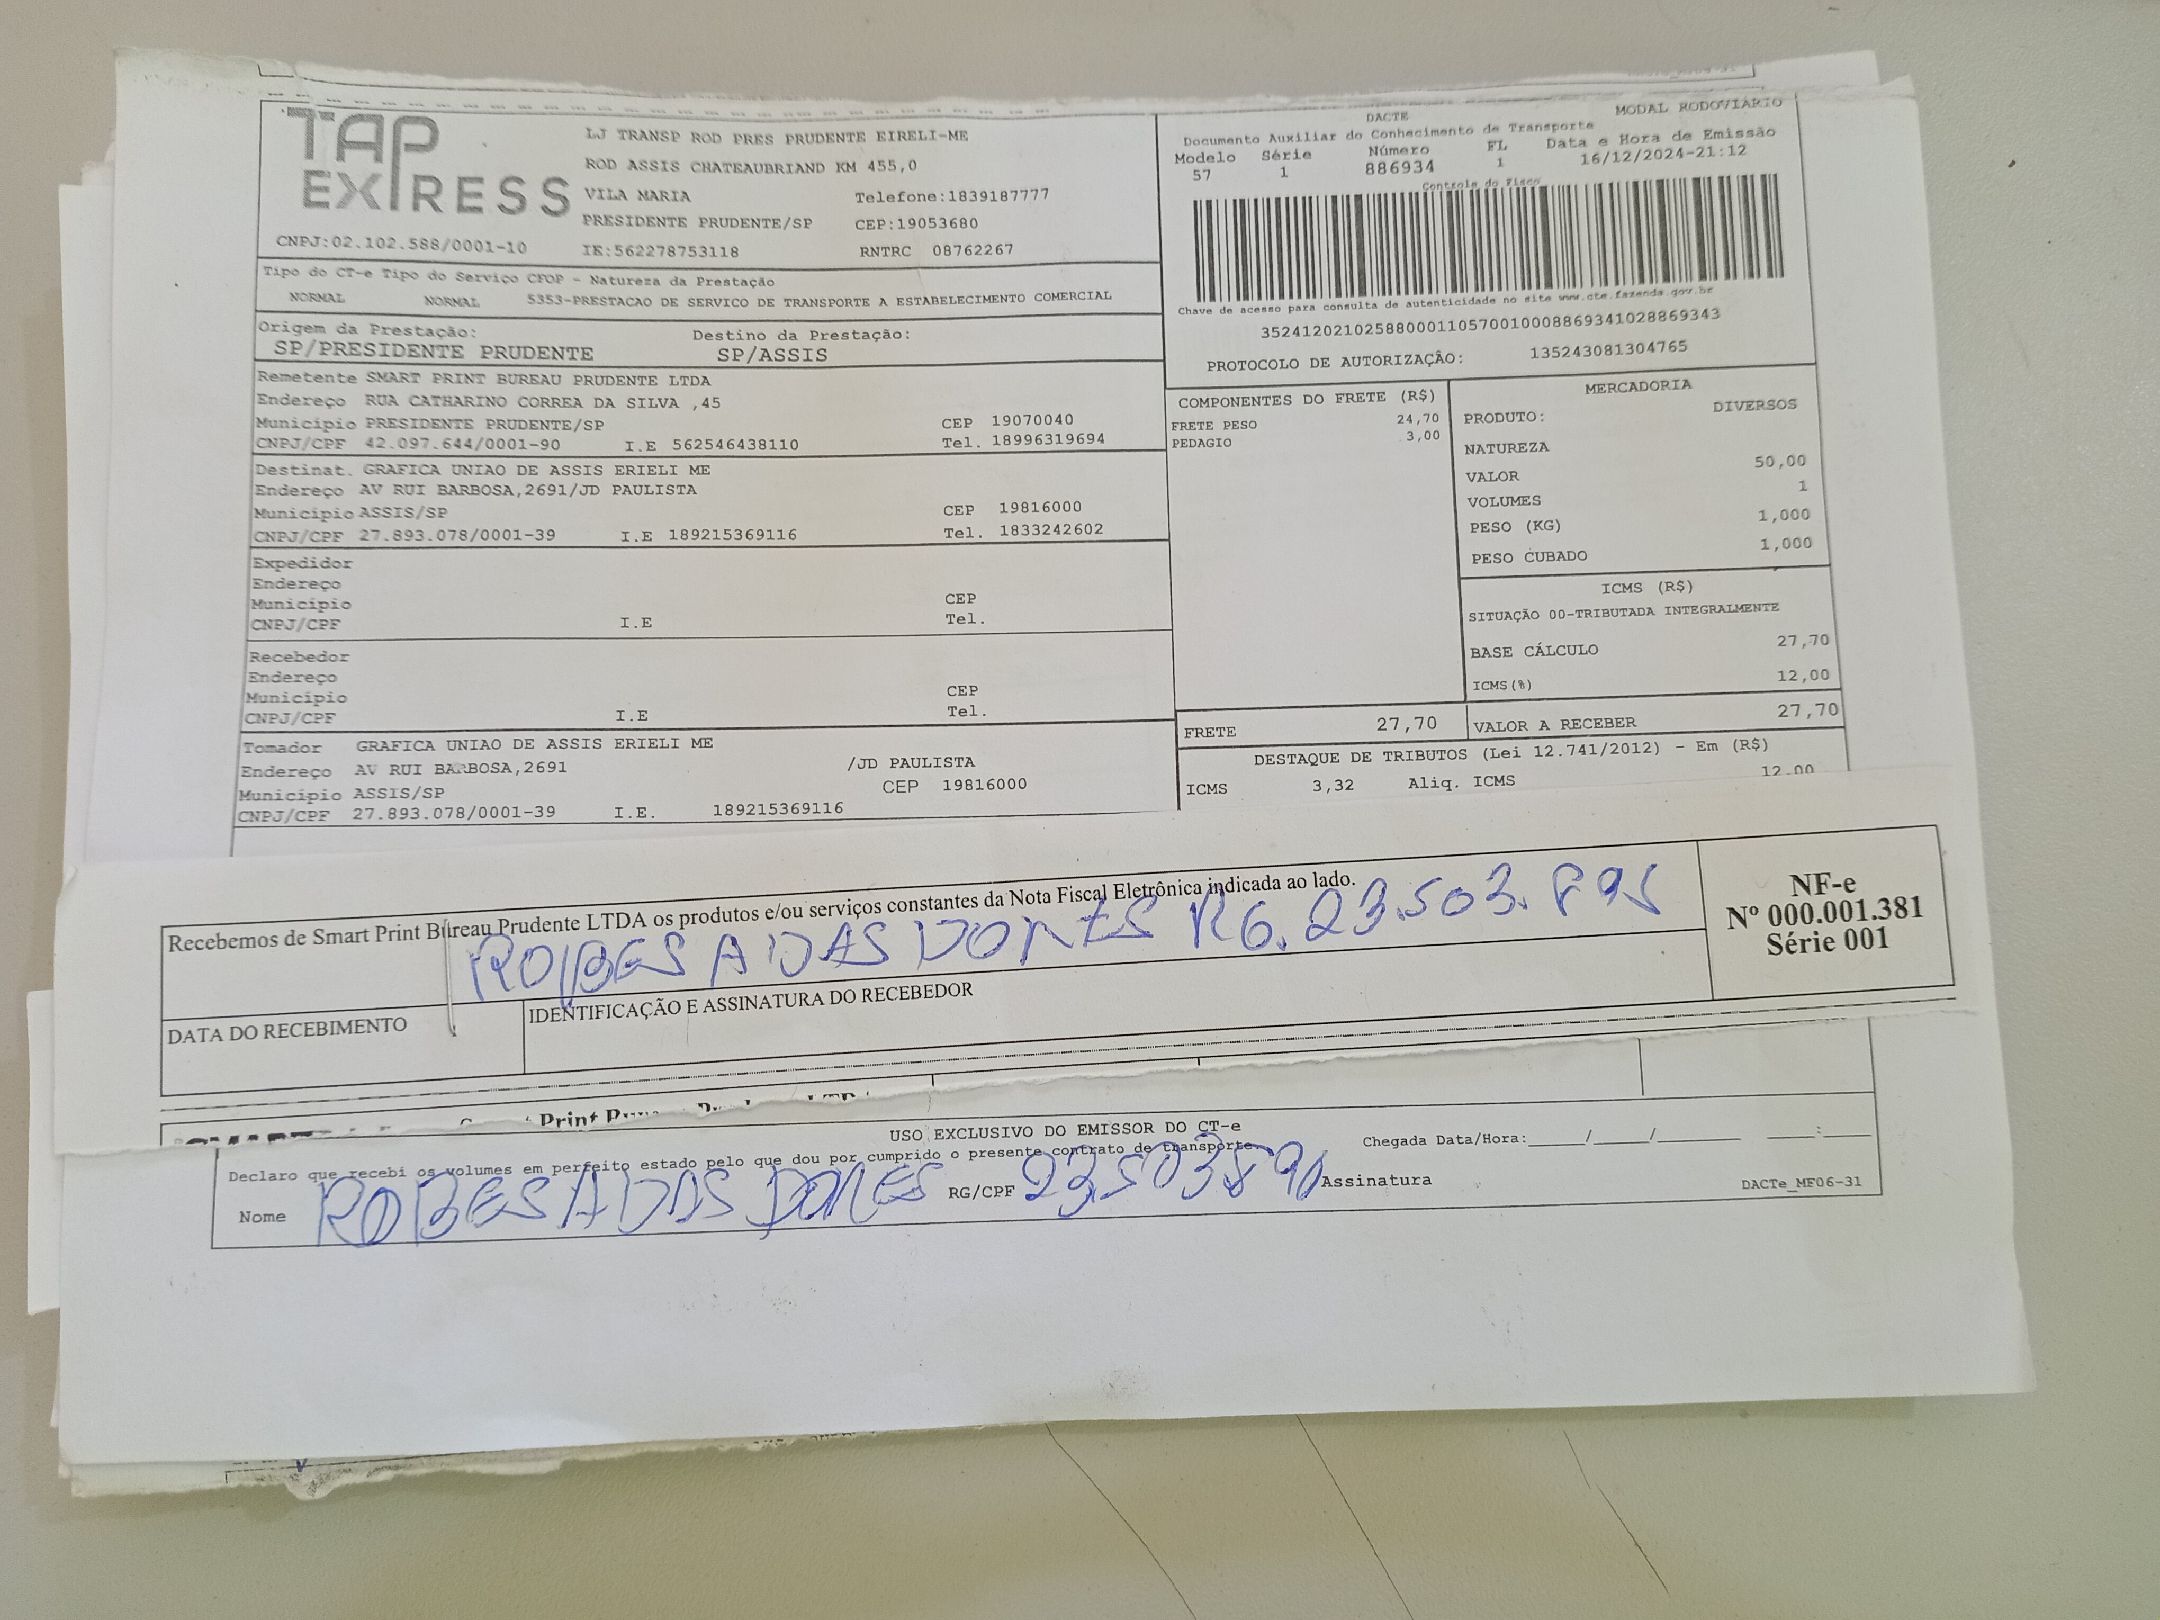 TAP EXPRESS
LJ TRANSP ROD PRES PRUDENTE EIRELI-ME
ROD ASSIS CHATEAUBRIAND KM 455,0
VILA MARIA Telefone:1839187777
PRESIDENTE PRUDENTE/SP CEP:19053680
CNPJ:02.102.588/0001-10 IE:562278753118 RNTRC 08762267
Tipo do CT-e Tipo do Serviço CFOP - Natureza da Prestação
NORMAL NORMAL 5353-PRESTACAO DE SERVICO DE TRANSPORTE A ESTABELECIMENTO COMERCIAL
Origem da Prestação: Destino da Prestação:
SP/PRESIDENTE PRUDENTE SP/ASSIS
Remetente SMART PRINT BUREAU PRUDENTE LTDA
Endereço RUA CATHARINO CORREA DA SILVA ,45
Município PRESIDENTE PRUDENTE/SP CEP 19070040
CNPJ/CPF 42.097.644/0001-90 I.E 562546438110 Tel. 18996319694
Destinat. GRAFICA UNIAO DE ASSIS ERIELI ME
Endereço AV RUI BARBOSA,2691/JD PAULISTA
Município ASSIS/SP CEP 19816000
CNPJ/CPF 27.893.078/0001-39 I.E 189215369116 Tel. 1833242602
Expedidor
Endereço
Município CEP
CNPJ/CPF I.E Tel.
Recebedor
Endereço
Município CEP
CNPJ/CPF I.E Tel.
Tomador GRAFICA UNIAO DE ASSIS ERIELI ME
Endereço AV RUI BARBOSA,2691 /JD PAULISTA
Município ASSIS/SP CEP 19816000
CNPJ/CPF 27.893.078/0001-39 I.E. 189215369116
DACTE MODAL RODOVIÁRIO
Documento Auxiliar do Conhecimento de Transporte
Modelo Série Número FL Data e Hora de Emissão
57 1 886934 1 16/12/2024-21:12
Controle do Fisco
Chave de acesso para consulta de autenticidade no site www.cte.fazenda.gov.br
35241202102588000110570010008869341028869343
PROTOCOLO DE AUTORIZAÇÃO: 135243081304765
COMPONENTES DO FRETE (R$)
FRETE PESO 24,70
PEDAGIO 3,00
MERCADORIA
PRODUTO: DIVERSOS
NATUREZA
VALOR 50,00
VOLUMES 1
PESO (KG) 1,000
PESO CUBADO 1,000
ICMS (R$)
SITUAÇÃO 00-TRIBUTADA INTEGRALMENTE
BASE CÁLCULO 27,70
ICMS(%) 12,00
FRETE 27,70 VALOR A RECEBER 27,70
DESTAQUE DE TRIBUTOS (Lei 12.741/2012) - Em (R$)
ICMS 3,32 Aliq. ICMS 12.00
Recebemos de Smart Print Bureau Prudente LTDA os produtos e/ou serviços constantes da Nota Fiscal Eletrônica indicada ao lado.
RG. 23.503.895
DATA DO RECEBIMENTO IDENTIFICAÇÃO E ASSINATURA DO RECEBEDOR
NF-e
Nº 000.001.381
Série 001
Print
USO EXCLUSIVO DO EMISSOR DO CT-e
Declaro que recebi os volumes em perfeito estado pelo que dou por cumprido o presente contrato de transporte. Chegada Data/Hora:_____/_____/_______ ____:____
Nome RG/CPF Assinatura
DACTe_MF06-31